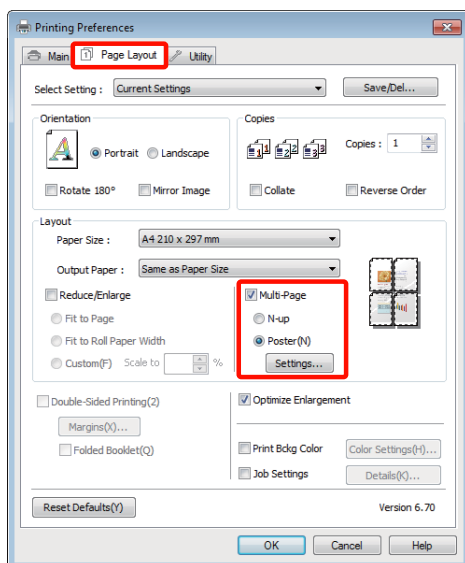 Printing Preferences
Main Page Layout Utility
Select Setting : Current Settings Save/Del...
Orientation Copies
Portrait Landscape Copies : 1
Rotate 180° Mirror Image Collate Reverse Order
Layout
Paper Size : A4 210 x 297 mm
Output Paper : Same as Paper Size
Reduce/Enlarge Multi-Page
Fit to Page N-up
Fit to Roll Paper Width Poster(N)
Custom(F) Scale to % Settings...
Double-Sided Printing(2) Optimize Enlargement
Margins(X)...
Folded Booklet(Q) Print Bckg Color Color Settings(H)...
Job Settings Details(K)...
Reset Defaults(Y) Version 6.70
OK Cancel Help